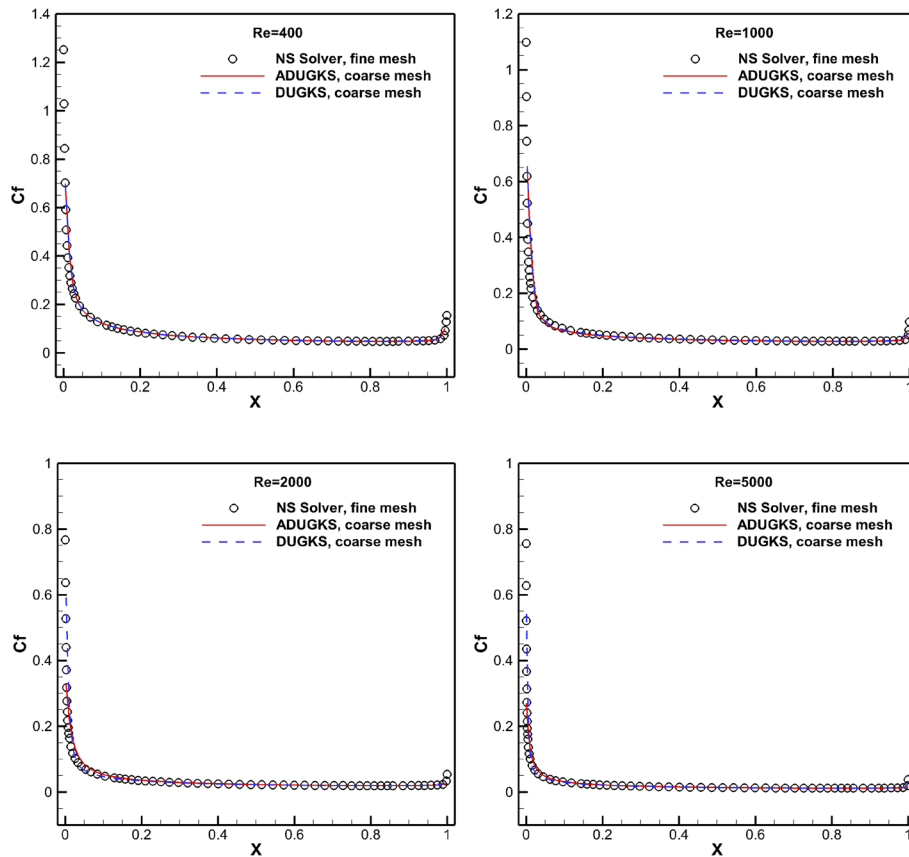 Re=400
NS Solver, fine mesh
ADUGKS, coarse mesh
DUGKS, coarse mesh
Cf
1.4
1.2
1
0.8
0.6
0.4
0.2
0
0 0.2 0.4 0.6 0.8 1
X
Re=1000
NS Solver, fine mesh
ADUGKS, coarse mesh
DUGKS, coarse mesh
Cf
1.2
1
0.8
0.6
0.4
0.2
0
0 0.2 0.4 0.6 0.8 1
X
Re=2000
NS Solver, fine mesh
ADUGKS, coarse mesh
DUGKS, coarse mesh
Cf
1
0.8
0.6
0.4
0.2
0
0 0.2 0.4 0.6 0.8 1
X
Re=5000
NS Solver, fine mesh
ADUGKS, coarse mesh
DUGKS, coarse mesh
Cf
1
0.8
0.6
0.4
0.2
0
0 0.2 0.4 0.6 0.8 1
X